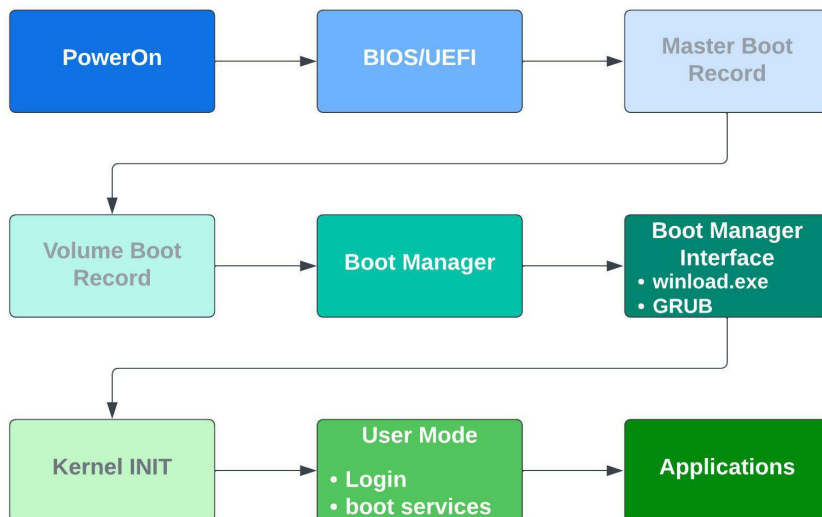 PowerOn
BIOS/UEFI
Master Boot
Record
Volume Boot
Record
Boot Manager
Boot Manager
Interface
• winload.exe
• GRUB
Kernel INIT
User Mode
• Login
• boot services
Applications